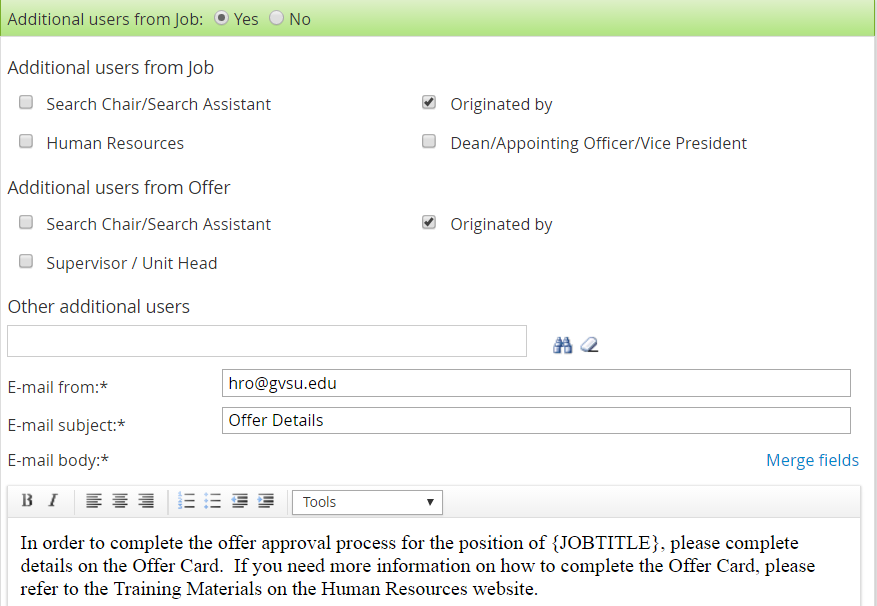 Additional users from Job: Yes No
Additional users from Job
Search Chair/Search Assistant Originated by
Human Resources Dean/Appointing Officer/Vice President
Additional users from Offer
Search Chair/Search Assistant Originated by
Supervisor / Unit Head
Other additional users
E-mail from:* hro@gvsu.edu
E-mail subject:* Offer Details
E-mail body:* Merge fields
B I Tools
In order to complete the offer approval process for the position of {JOBTITLE}, please complete
details on the Offer Card. If you need more information on how to complete the Offer Card, please
refer to the Training Materials on the Human Resources website.